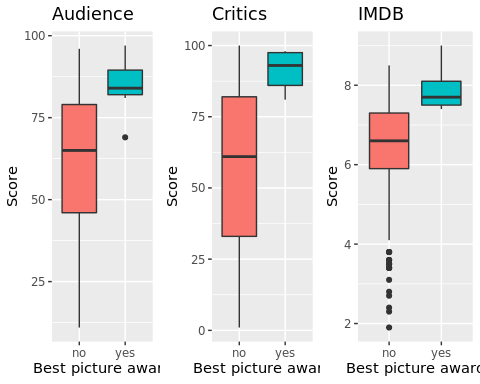 Audience
Critics
IMDB
Score
100
75
50
25
no
yes
Best picture awar
Score
100
75
50
25
0
no
yes
Best picture awar
Score
8
6
4
2
no
yes
Best picture award